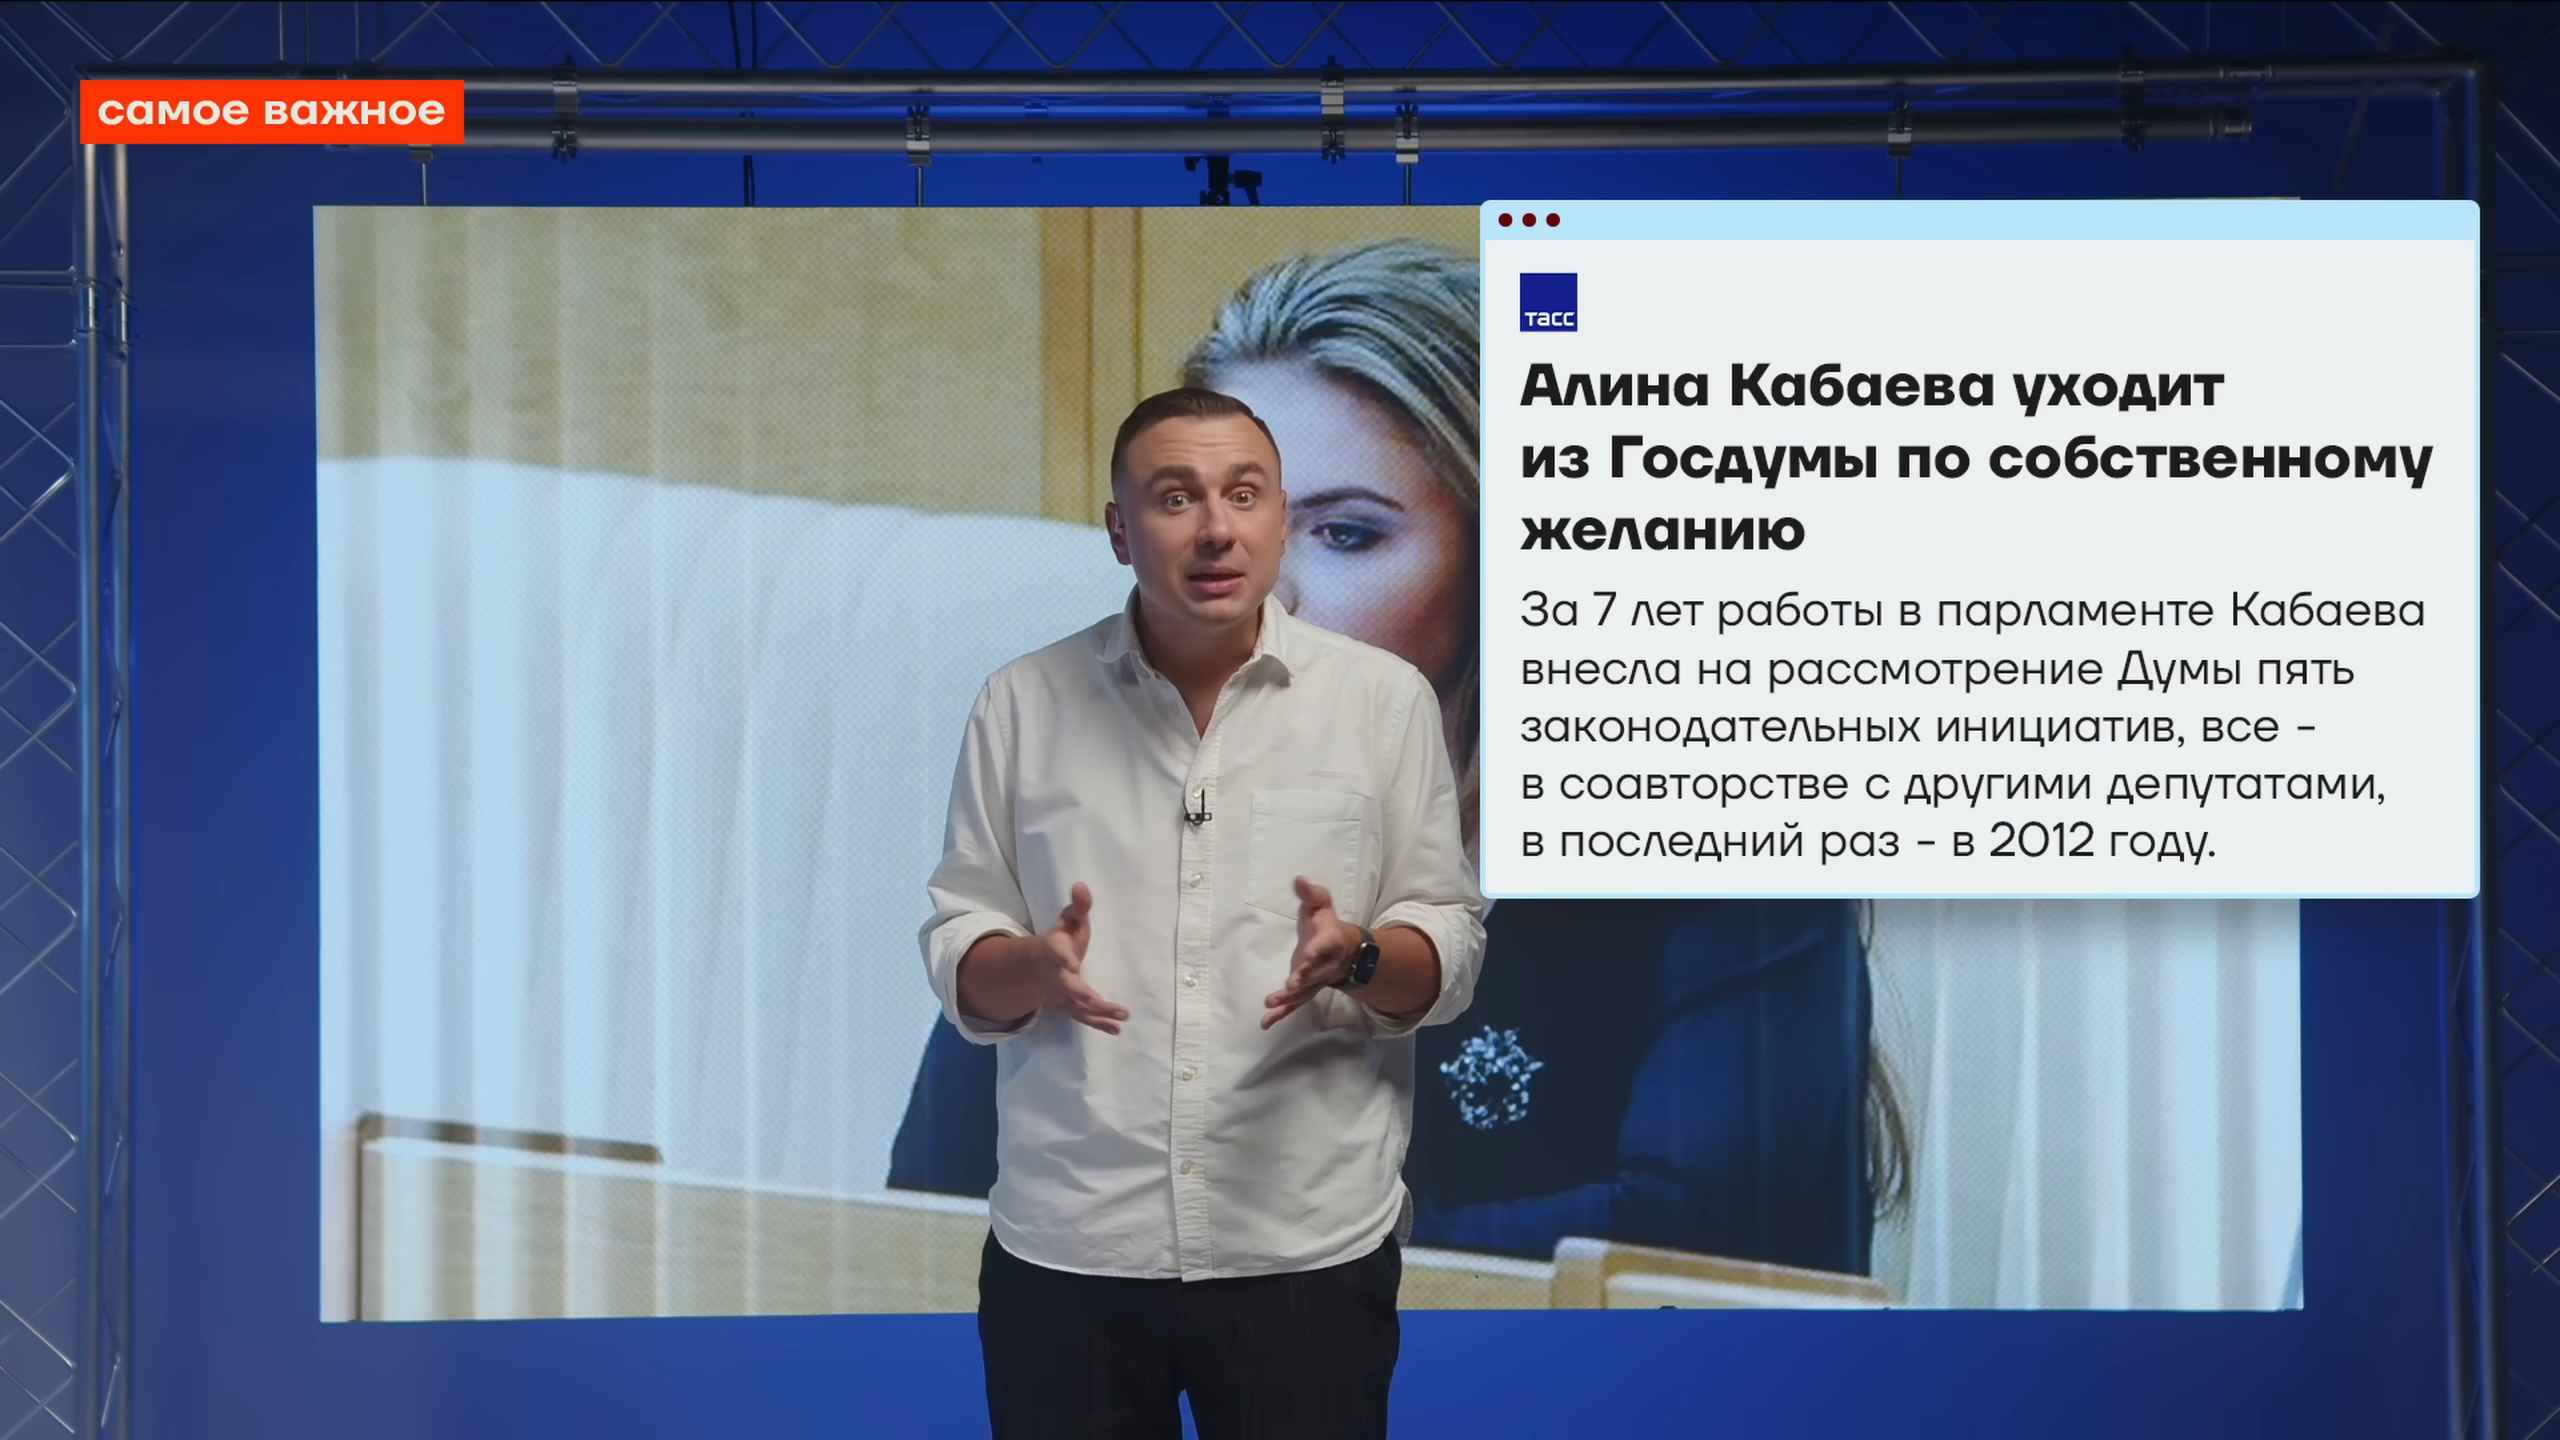 самое важное
тасс
Алина Кабаева уходит
из Госдумы по собственному
желанию
За 7 лет работы в парламенте Кабаева
внесла на рассмотрение Думы пять
законодательных инициатив, все –
в соавторстве с другими депутатами,
в последний раз – в 2012 году.